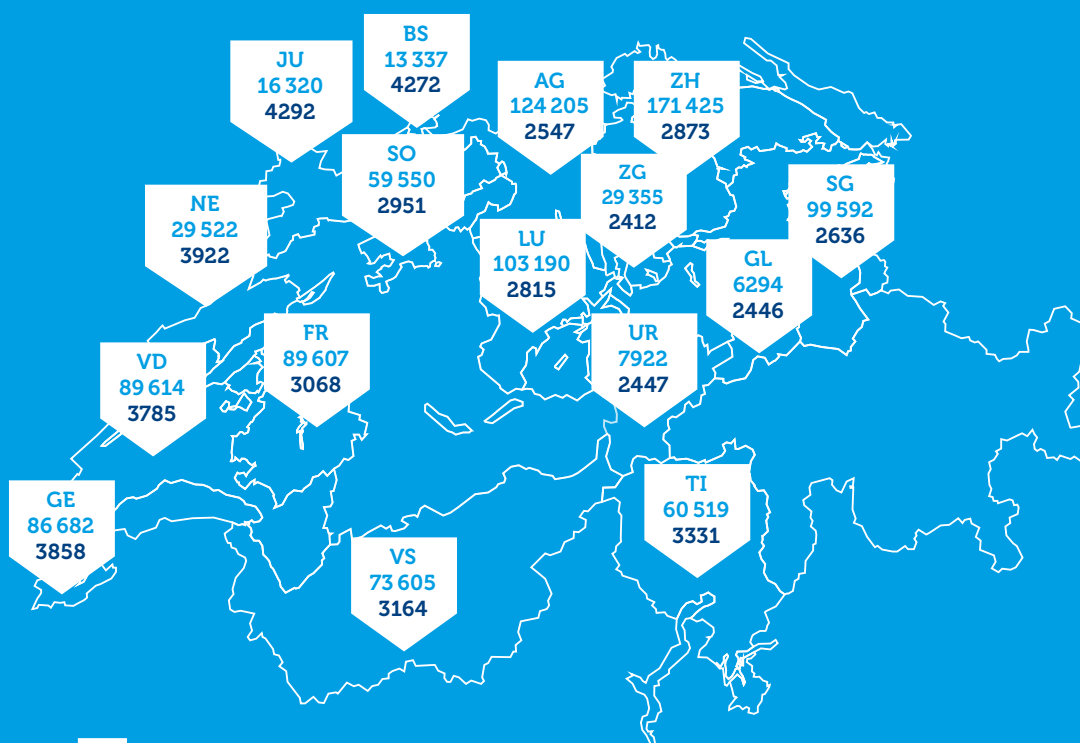 BS
13 337
4272
JU
16 320
4292
AG
124 205
2547
ZH
171 425
2873
SO
59 550
2951
ZG
29 355
2412
SG
99 592
2636
NE
29 522
3922
LU
103 190
2815
GL
6294
2446
FR
89 607
3068
UR
7922
2447
VD
89 614
3785
TI
60 519
3331
GE
86 682
3858
VS
73 605
3164